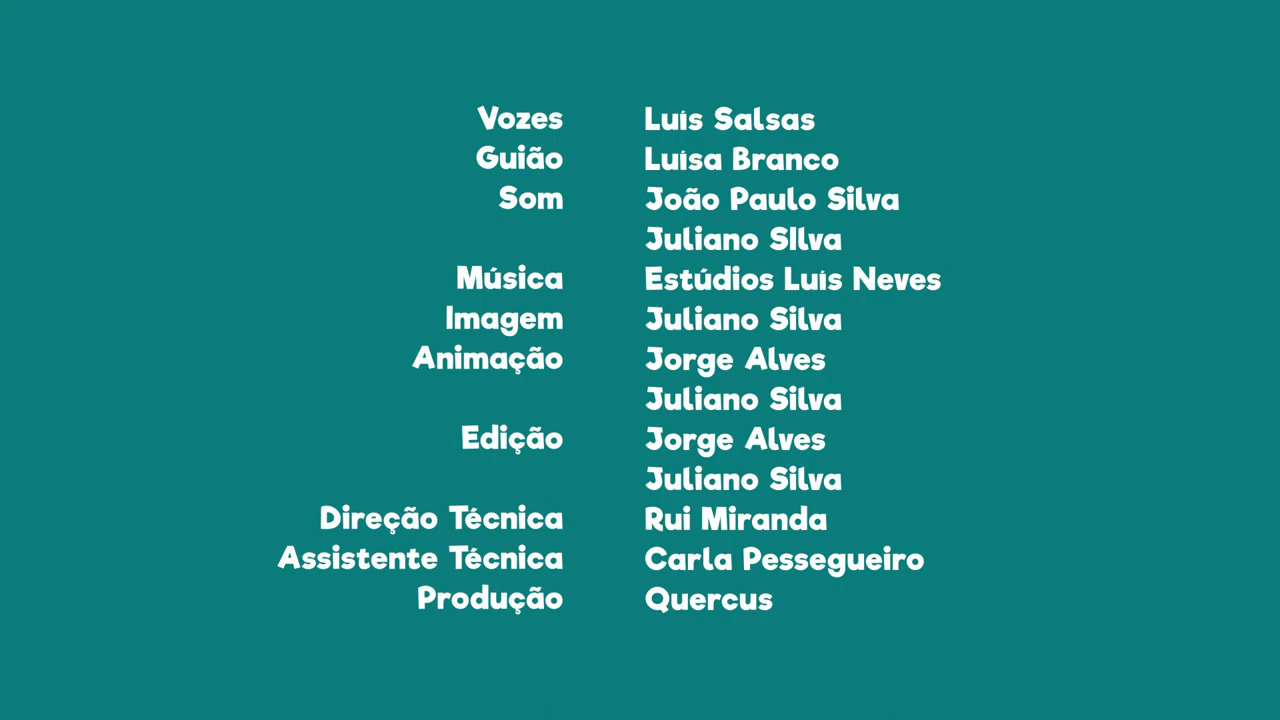 Vozes Luís Salsas
Guião Luísa Branco
Som João Paulo Silva
Juliano SIlva
Música Estúdios Luís Neves
Imagem Juliano Silva
Animação Jorge Alves
Juliano Silva
Edição Jorge Alves
Juliano Silva
Direção Técnica Rui Miranda
Assistente Técnica Carla Pessegueiro
Produção Quercus